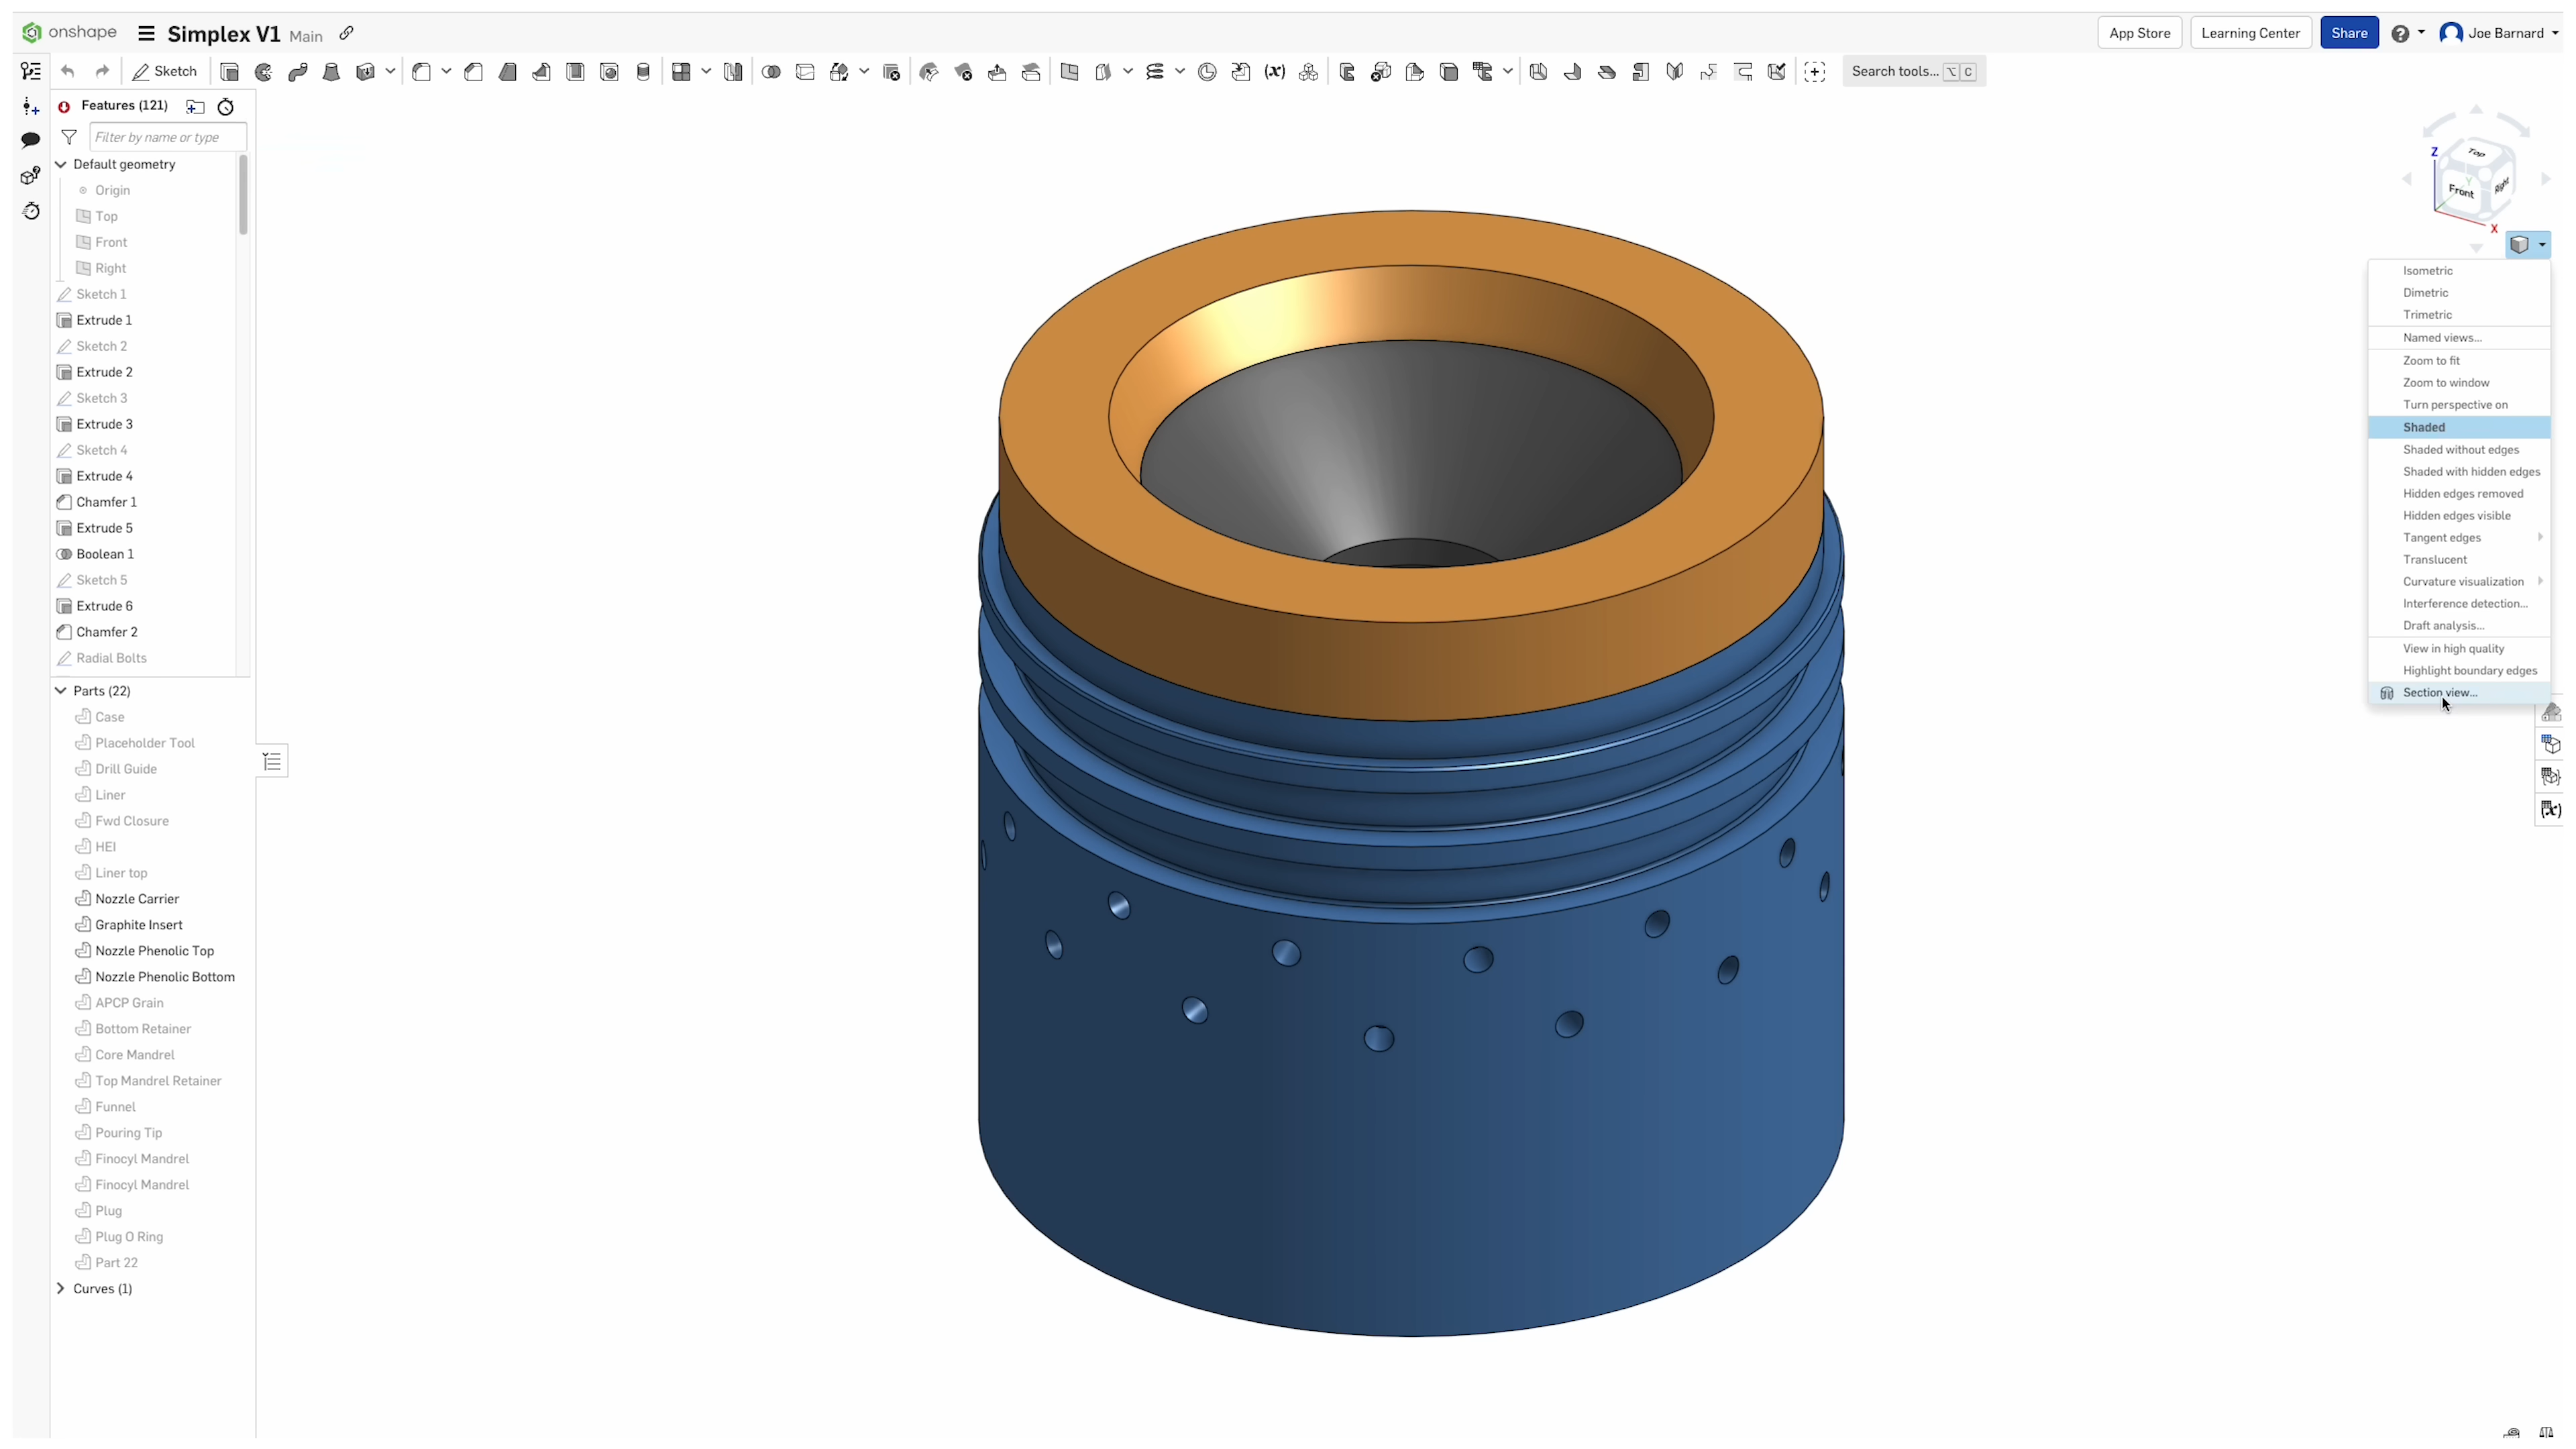 onshape
Simplex V1 Main
App Store
Learning Center
Share
Joe Barnard
Sketch
Search tools... ⌥ C
Features (121)
Filter by name or type
Default geometry
Origin
Top
Front
Right
Sketch 1
Extrude 1
Sketch 2
Extrude 2
Sketch 3
Extrude 3
Sketch 4
Extrude 4
Chamfer 1
Extrude 5
Boolean 1
Sketch 5
Extrude 6
Chamfer 2
Radial Bolts
Parts (22)
Case
Placeholder Tool
Drill Guide
Liner
Fwd Closure
HEI
Liner top
Nozzle Carrier
Graphite Insert
Nozzle Phenolic Top
Nozzle Phenolic Bottom
APCP Grain
Bottom Retainer
Core Mandrel
Top Mandrel Retainer
Funnel
Pouring Tip
Finocyl Mandrel
Finocyl Mandrel
Plug
Plug O Ring
Part 22
Curves (1)
Z
Top
Y
Front
Right
X
Isometric
Dimetric
Trimetric
Named views...
Zoom to fit
Zoom to window
Turn perspective on
Shaded
Shaded without edges
Shaded with hidden edges
Hidden edges removed
Hidden edges visible
Tangent edges
Translucent
Curvature visualization
Interference detection...
Draft analysis...
View in high quality
Highlight boundary edges
Section view...